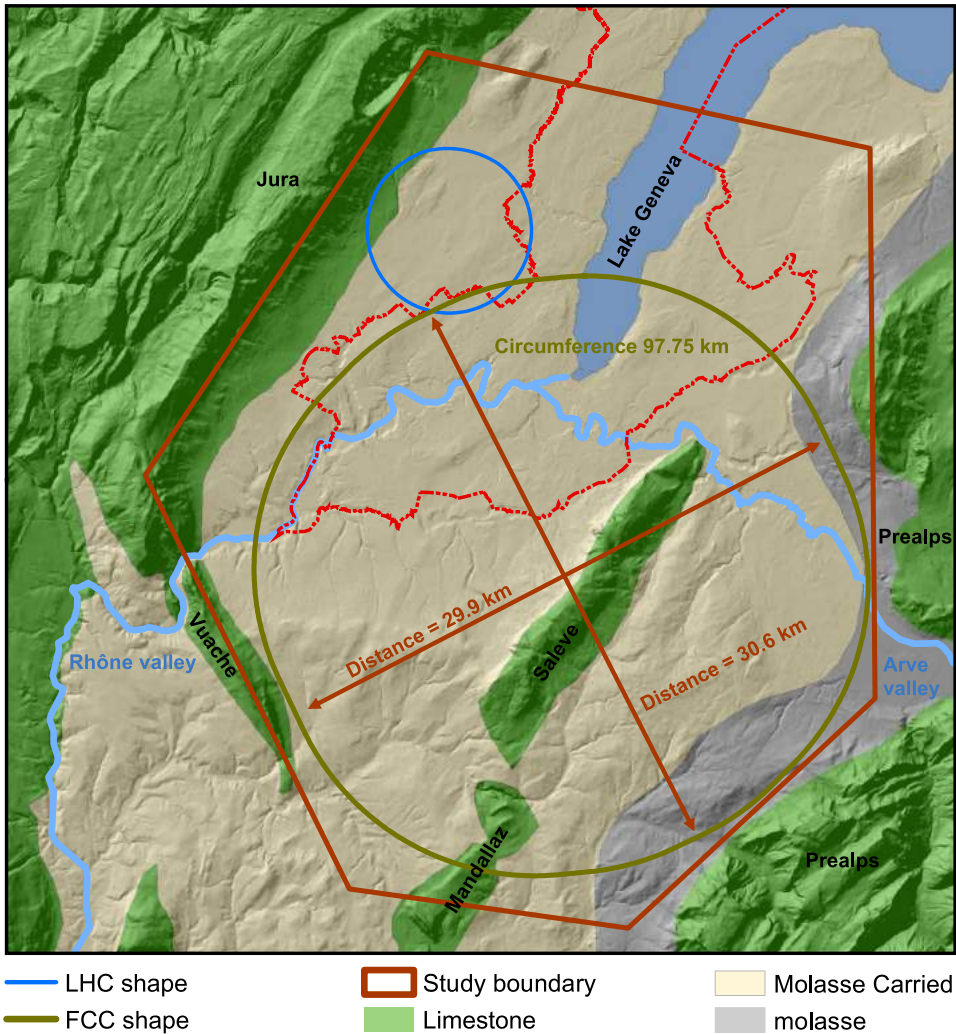 Jura
Lake Geneva
Circumference 97.75 km
Prealps
Vuache
Distance = 29.9 km
Saleve
Rhône valley
Distance = 30.6 km
Arve
valley
Mandallaz
Prealps
LHC shape
Study boundary
Molasse Carried
FCC shape
Limestone
molasse